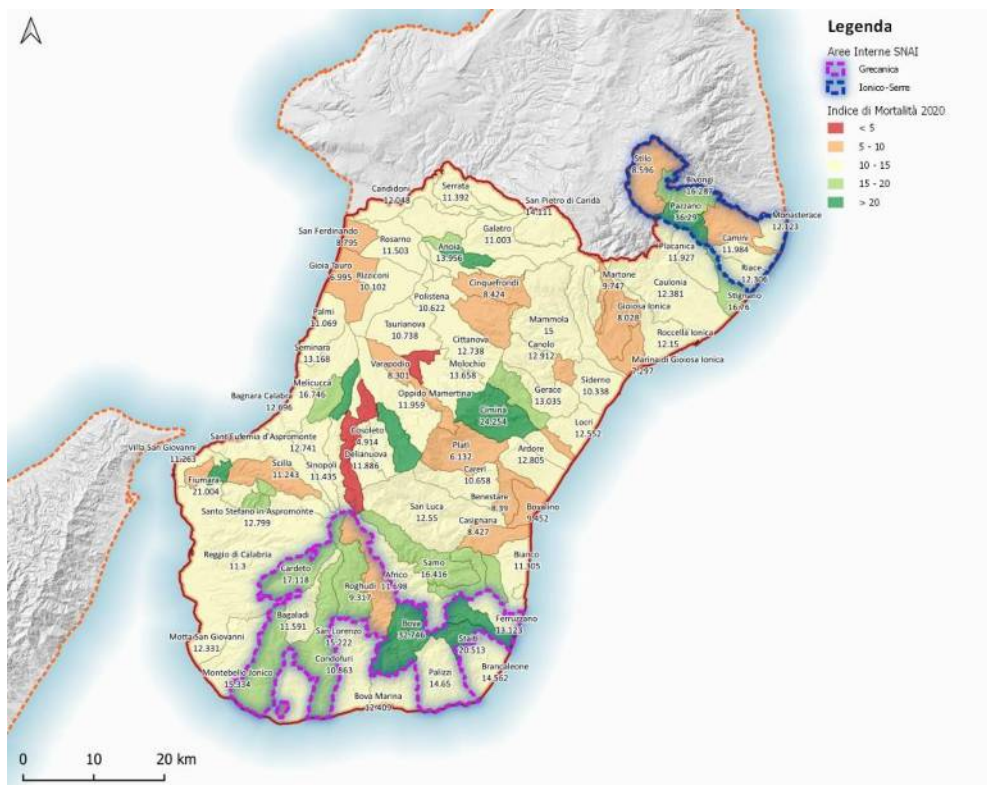 Legenda
Aree Interne SNAI
Grecanica
Ionico-Serre
Indice di Mortalità 2020
< 5
5 - 10
10 - 15
15 - 20
> 20
Stilo
8.596
Bivongi
16.287
Pazzano
36.29
Monasterace
12.123
Camini
11.984
Riace
12.306
Placanica
11.927
Stignano
16.76
Caulonia
12.381
Serrata
11.392
Candidoni
12.048
San Pietro di Caridà
14.111
Galatro
11.003
San Ferdinando
8.795
Rosarno
11.503
Anoia
13.956
Gioia Tauro
6.995
Rizziconi
10.102
Cinquefrondi
8.424
Martone
9.747
Gioiosa Ionica
8.028
Polistena
10.622
Palmi
11.069
Mammola
15
Roccella Ionica
12.15
Taurianova
10.738
Cittanova
12.738
Canolo
12.912
Marina di Gioiosa Ionica
7.297
Seminara
13.168
Varapodio
8.301
Molochio
13.658
Siderno
10.338
Melicucca
16.746
Oppido Mamertina
11.959
Gerace
13.035
Bagnara Calabra
12.696
Ciminà
24.254
Locri
12.552
Cosoleto
4.914
Sant'Eufemia d'Aspromonte
12.741
Delianuova
11.886
Platì
6.132
Ardore
12.805
Villa San Giovanni
11.263
Scilla
11.243
Sinopoli
11.435
Careri
10.658
Fiumara
21.004
Benestare
8.39
Bovalino
9.452
Santo Stefano in Aspromonte
12.799
San Luca
12.55
Casignana
8.427
Reggio di Calabria
11.3
Bianco
11.305
Cardeto
17.118
Samo
16.416
Roghudi
9.317
Africo
11.698
Bagaladi
11.591
Ferruzzano
13.123
San Lorenzo
15.222
Bova
32.746
Staiti
20.513
Motta San Giovanni
12.331
Condofuri
10.863
Brancaleone
14.562
Montebello Jonico
15.334
Palizzi
14.65
Bova Marina
12.409
0 10 20 km